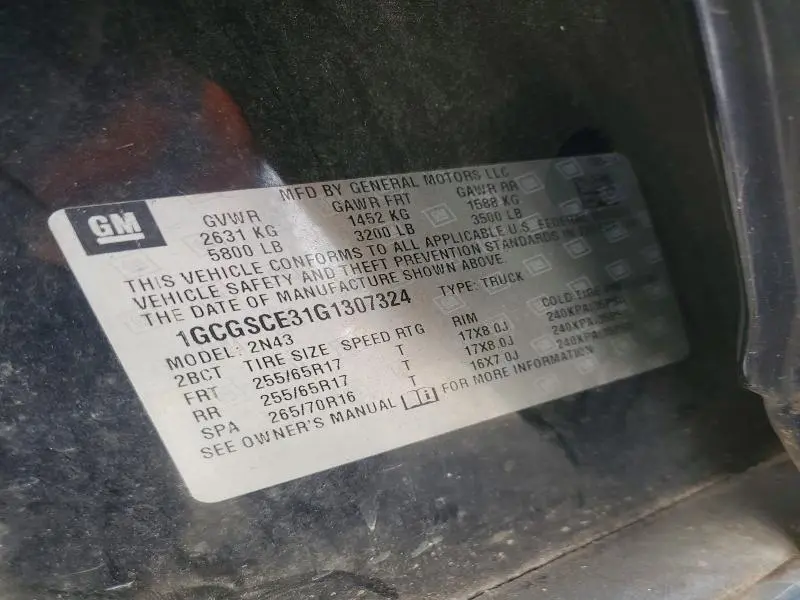 GM
MFD BY GENERAL MOTORS LLC
GVWR GAWR FRT GAWR RR
2631 KG 1452 KG 1588 KG
5800 LB 3200 LB 3500 LB
THIS VEHICLE CONFORMS TO ALL APPLICABLE U.S. FEDERAL
VEHICLE SAFETY AND THEFT PREVENTION STANDARDS IN
THE DATE OF MANUFACTURE SHOWN ABOVE.
1GCGSCE31G1307324 TYPE: TRUCK
MODEL: 2N43
2BCT TIRE SIZE SPEED RTG RIM COLD
FRT 255/65R17 T 17X8.0J 240KPA
RR 255/65R17 T 17X8.0J 240KPA
SPA 265/70R16 T 16X7.0J 240KPA
SEE OWNER'S MANUAL FOR MORE INFORMATION